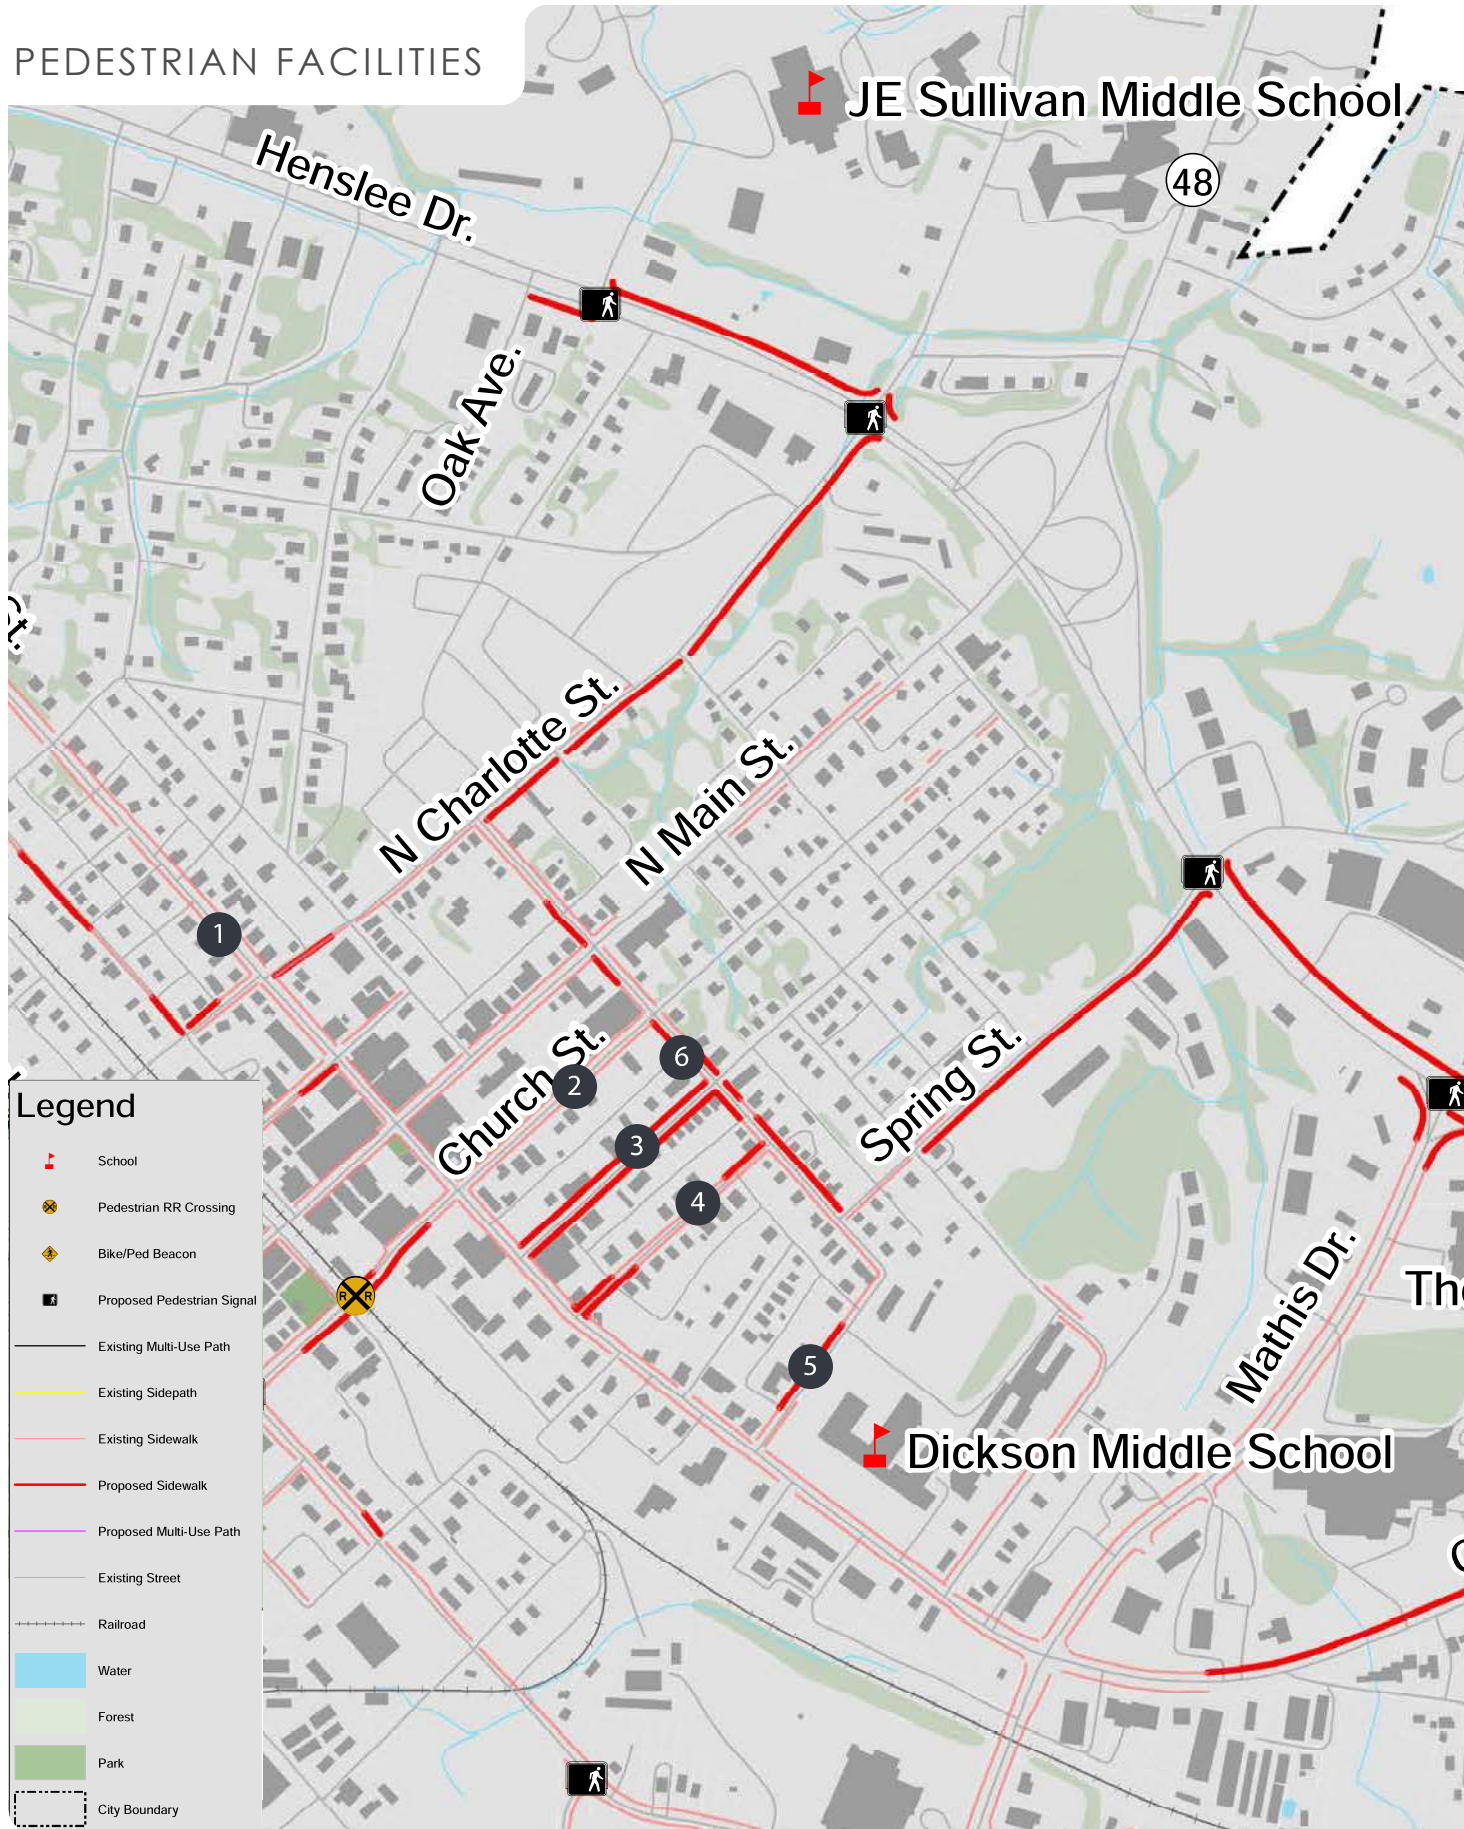 PEDESTRIAN FACILITIES
JE Sullivan Middle School
48
Henslee Dr.
Oak Ave.
N Charlotte St.
N Main St.
1
6
Church St.
2
3
4
Spring St.
5
R R
Mathis Dr.
Dickson Middle School
Legend
School
Pedestrian RR Crossing
Bike/Ped Beacon
Proposed Pedestrian Signal
Existing Multi-Use Path
Existing Sidepath
Existing Sidewalk
Proposed Sidewalk
Proposed Multi-Use Path
Existing Street
Railroad
Water
Forest
Park
City Boundary